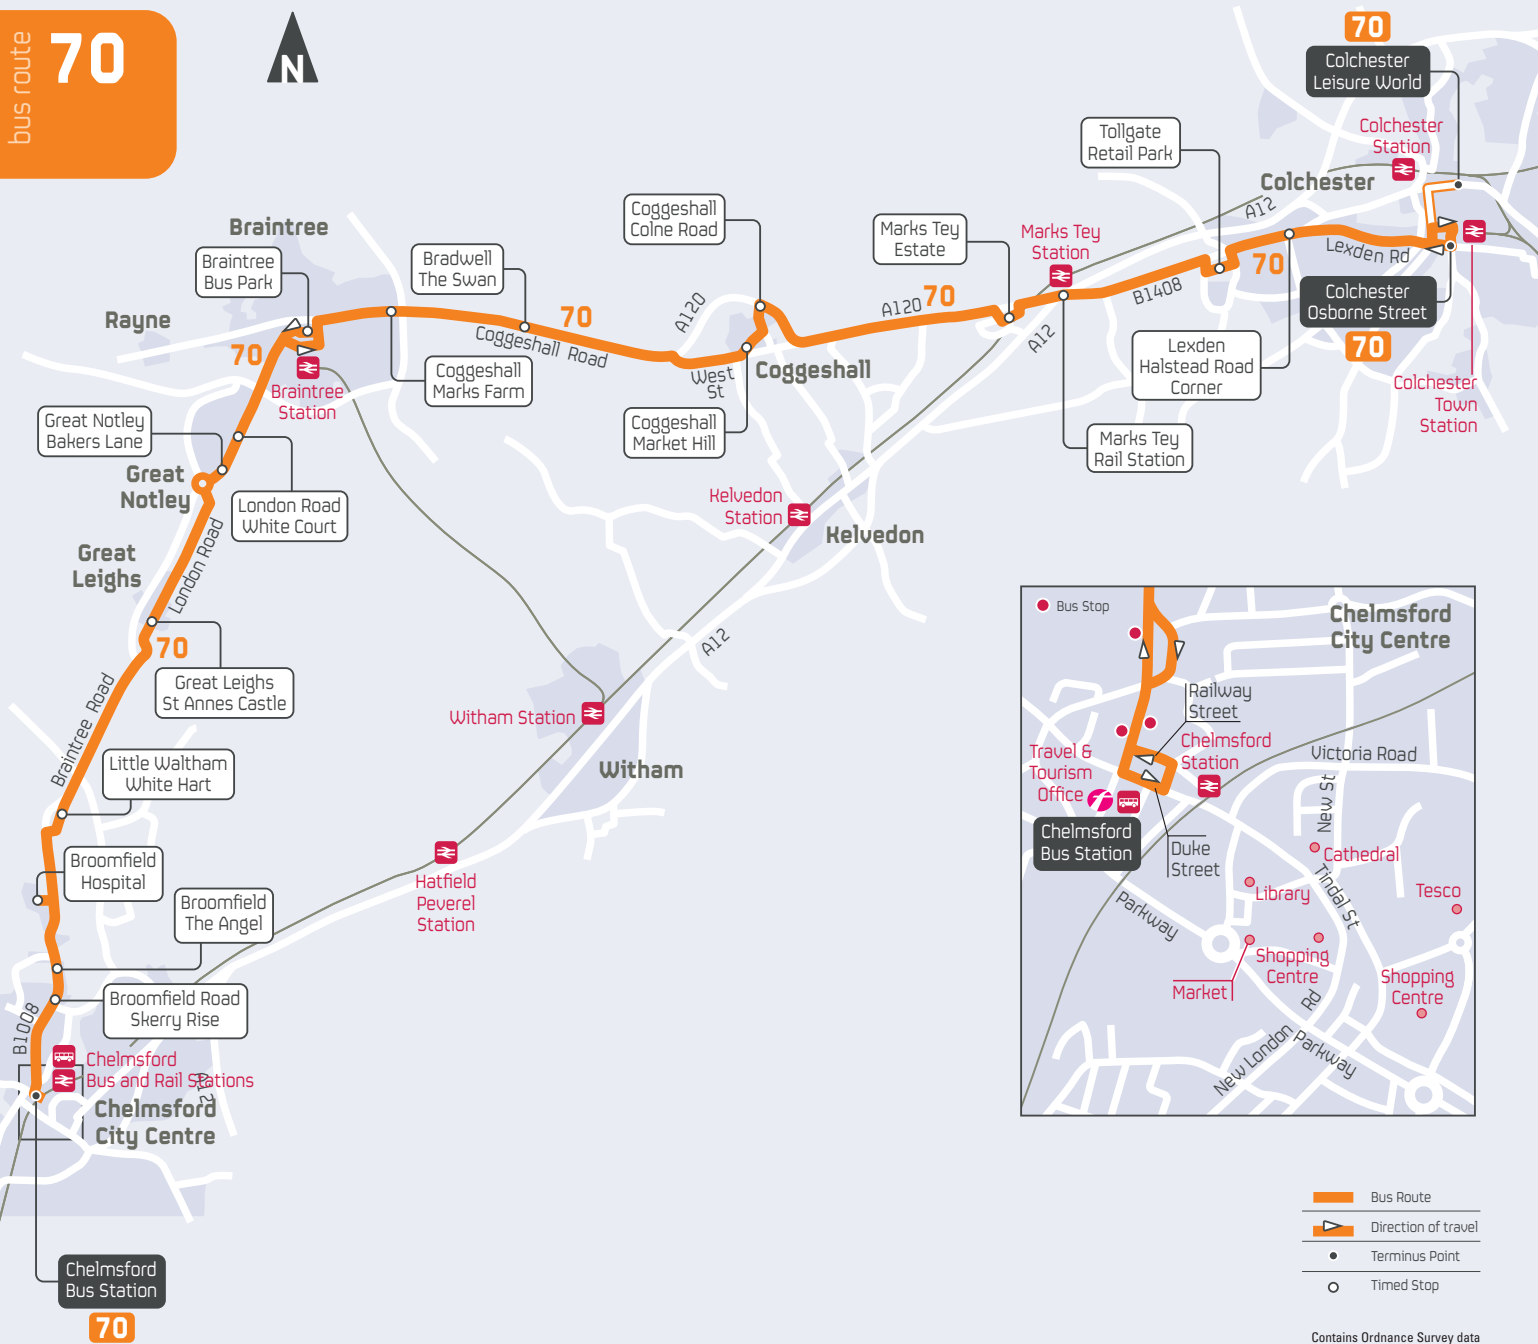 bus route
70
N
70
Colchester
Leisure World
Colchester
Station
Tollgate
Retail Park
Colchester
A12
Lexden Rd
Braintree
Braintree
Bus Park
Bradwell
The Swan
Coggeshall
Colne Road
Marks Tey
Estate
Marks Tey
Station
Rayne
70
70
Coggeshall Road
A120
A120
70
A12
B1408
70
Colchester
Osborne Street
70
Braintree
Station
Coggeshall
Marks Farm
West
St
Coggeshall
Lexden
Halstead Road
Corner
Colchester
Town
Station
Great Notley
Bakers Lane
Coggeshall
Market Hill
Marks Tey
Rail Station
Great
Notley
London Road
White Court
Kelvedon
Station
Kelvedon
Great
Leighs
London Road
70
Great Leighs
St Annes Castle
A12
Braintree Road
Witham Station
Witham
Little Waltham
White Hart
Broomfield
Hospital
Hatfield
Peverel
Station
Broomfield
The Angel
Broomfield Road
Skerry Rise
B1008
Chelmsford
Bus and Rail Stations
A12
Chelmsford
City Centre
Chelmsford
Bus Station
70
Bus Stop
Chelmsford
City Centre
Railway
Street
Chelmsford
Station
Victoria Road
Travel &
Tourism
Office
New St
Chelmsford
Bus Station
Duke
Street
Cathedral
Library
Tindal St
Tesco
Parkway
Shopping
Centre
Market
Shopping
Centre
New London
Rd
Parkway
Bus Route
Direction of travel
Terminus Point
Timed Stop
Contains Ordnance Survey data